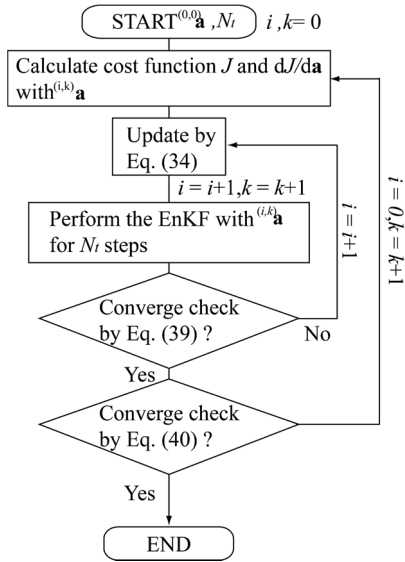 START(0,0)a ,Nt i ,k= 0
Calculate cost function J and dJ/da
with(i,k)a
Update by
Eq. (34)
i = i+1,k = k+1
Perform the EnKF with (i,k)a
for Nt steps
i = i+1
i = 0,k = k+1
Converge check
by Eq. (39) ?
No
Yes
Converge check
by Eq. (40) ?
Yes
END